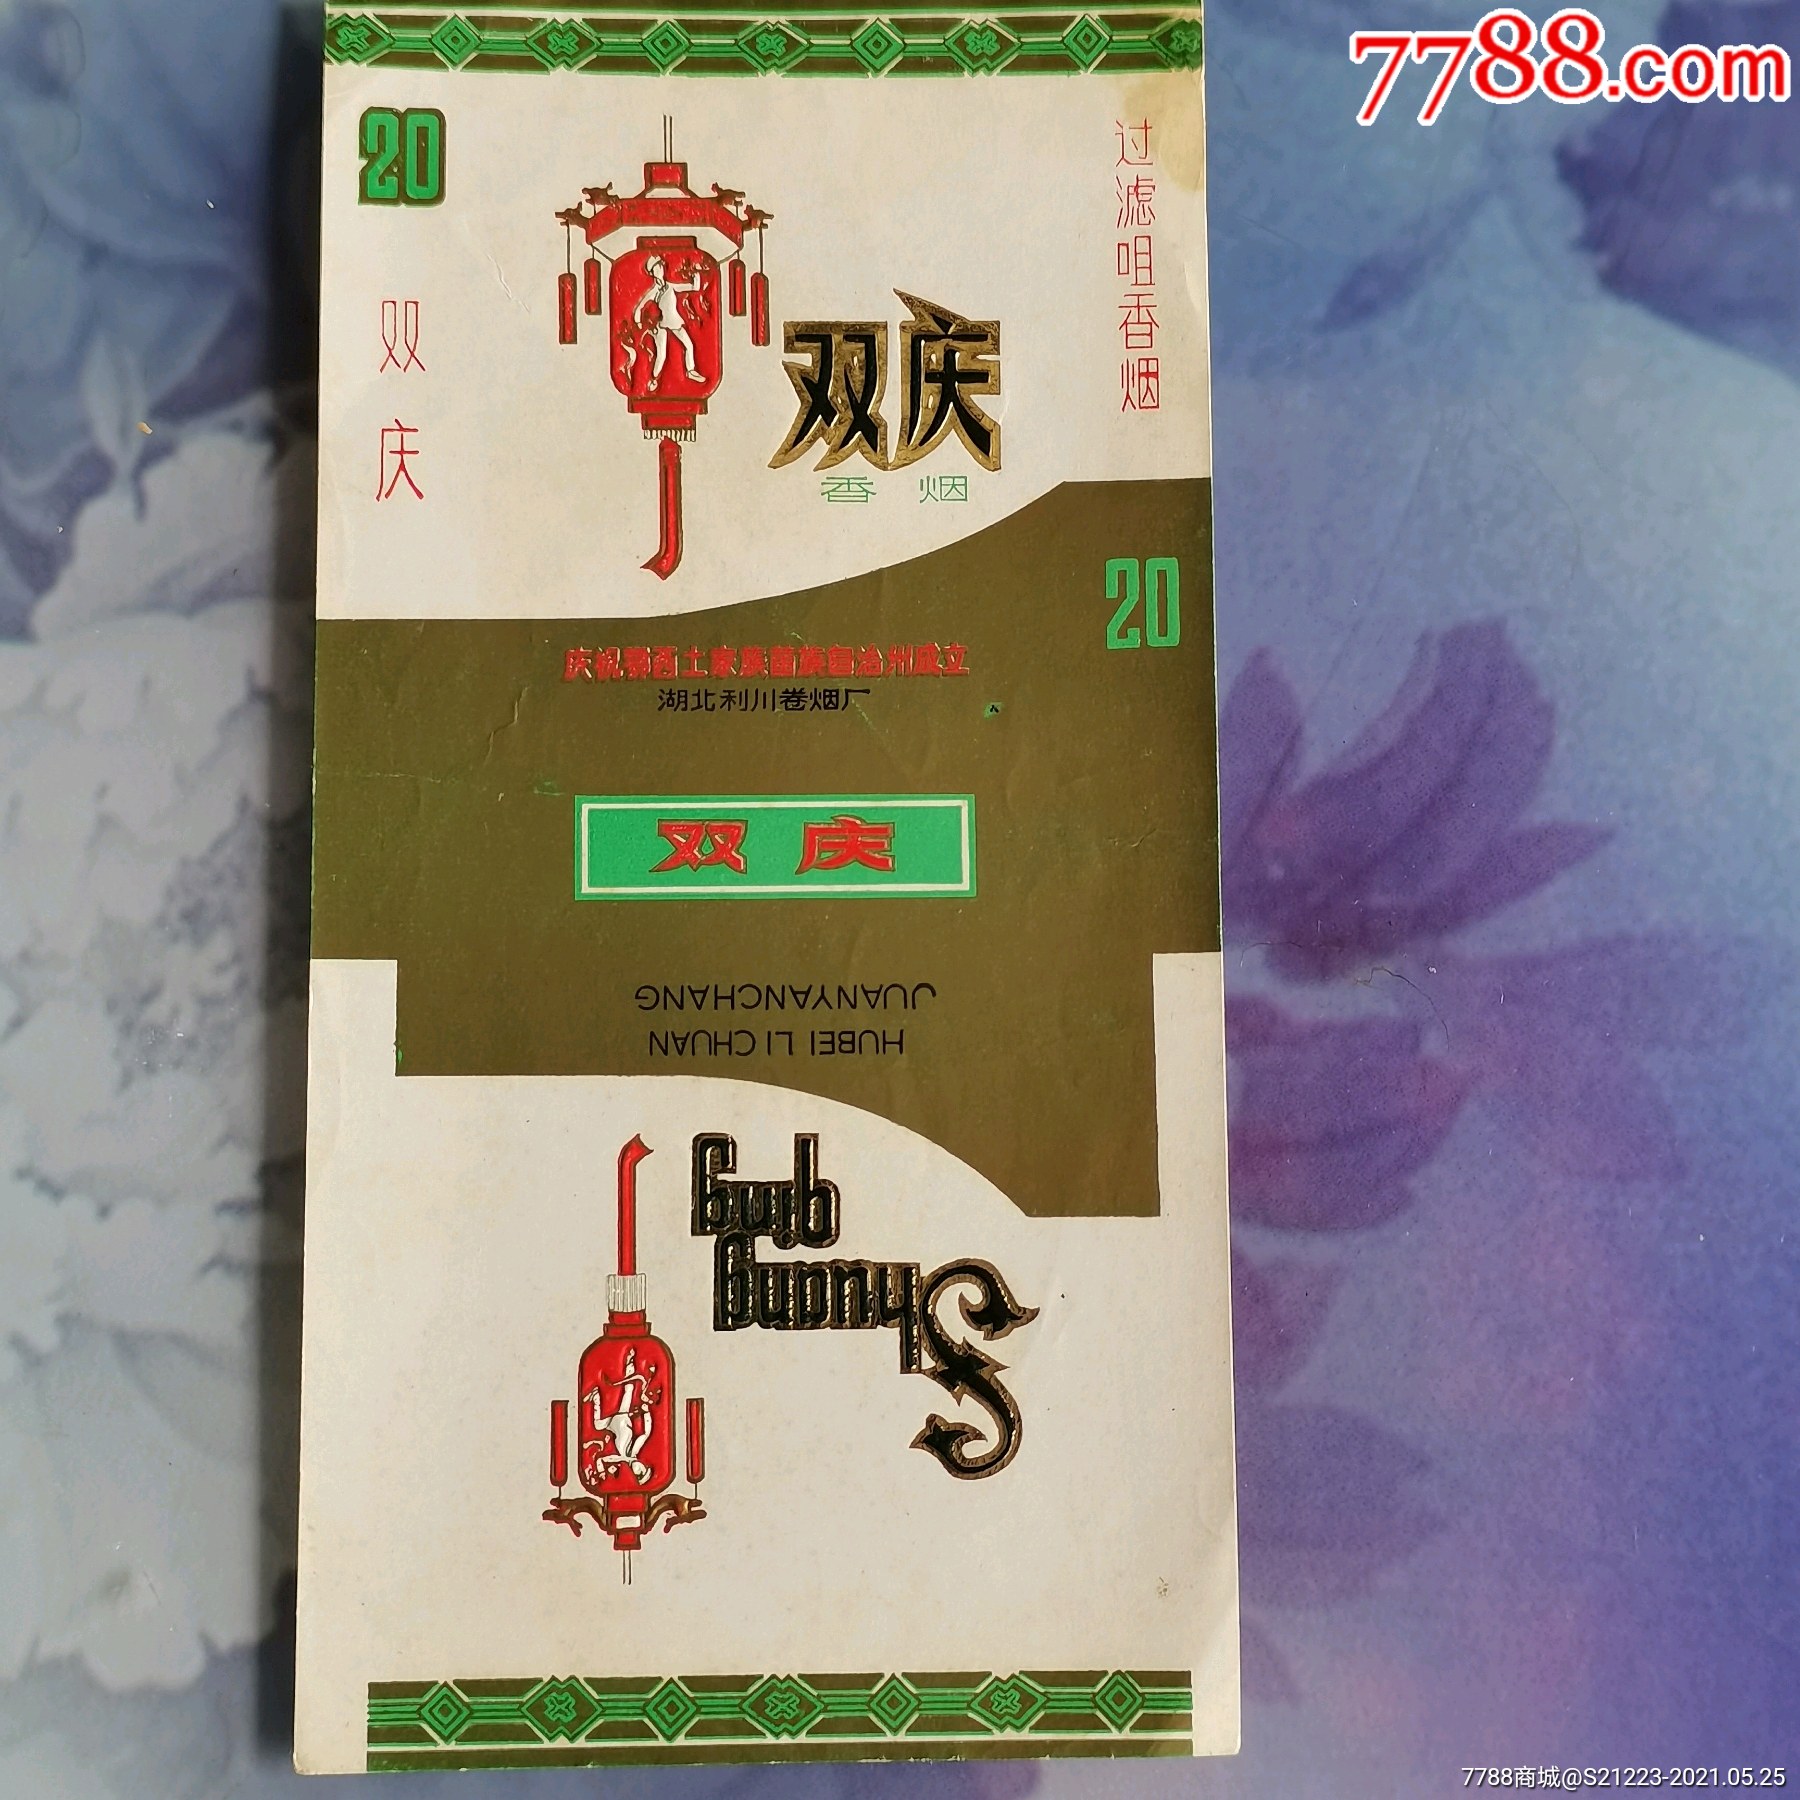 7788.com
20
双庆
过滤咀香烟
双庆
香烟
20
庆祝鄂西土家族苗族自治州成立
湖北利川卷烟厂
双庆
HUBEI LI CHUAN
JUANYANCHANG
Shuang
qing
7788商城@S21223-2021.05.25